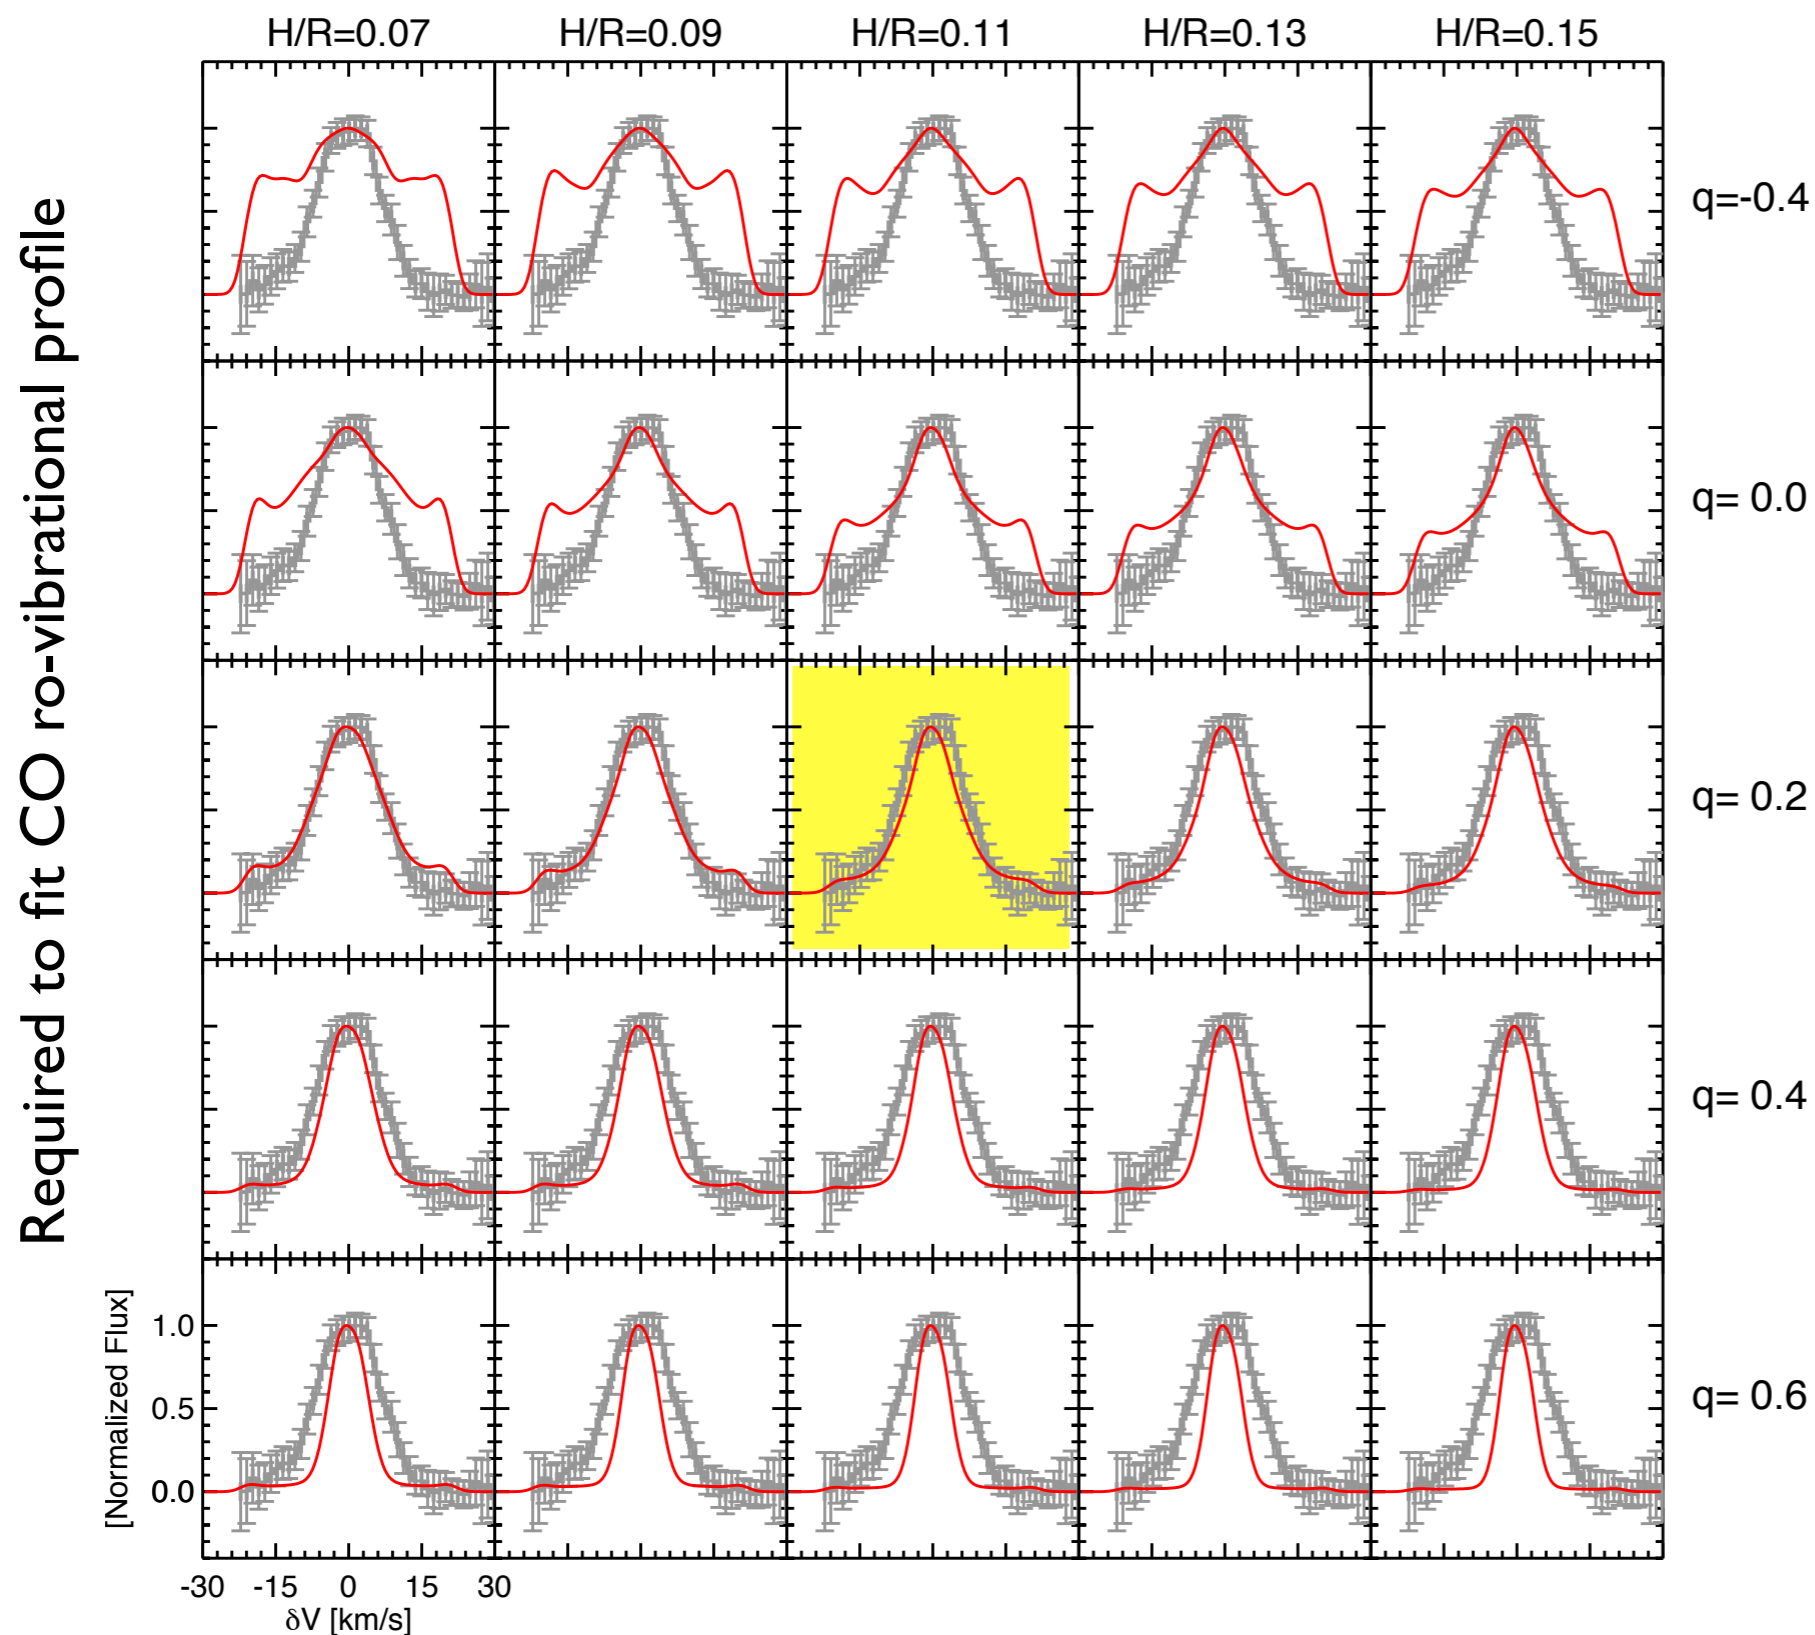 H/R=0.07 H/R=0.09 H/R=0.11 H/R=0.13 H/R=0.15
Required to fit CO ro-vibrational profile
q=-0.4
q= 0.0
q= 0.2
q= 0.4
q= 0.6
[Normalized Flux]
1.0
0.5
0.0
-30 -15 0 15 30
δV [km/s]